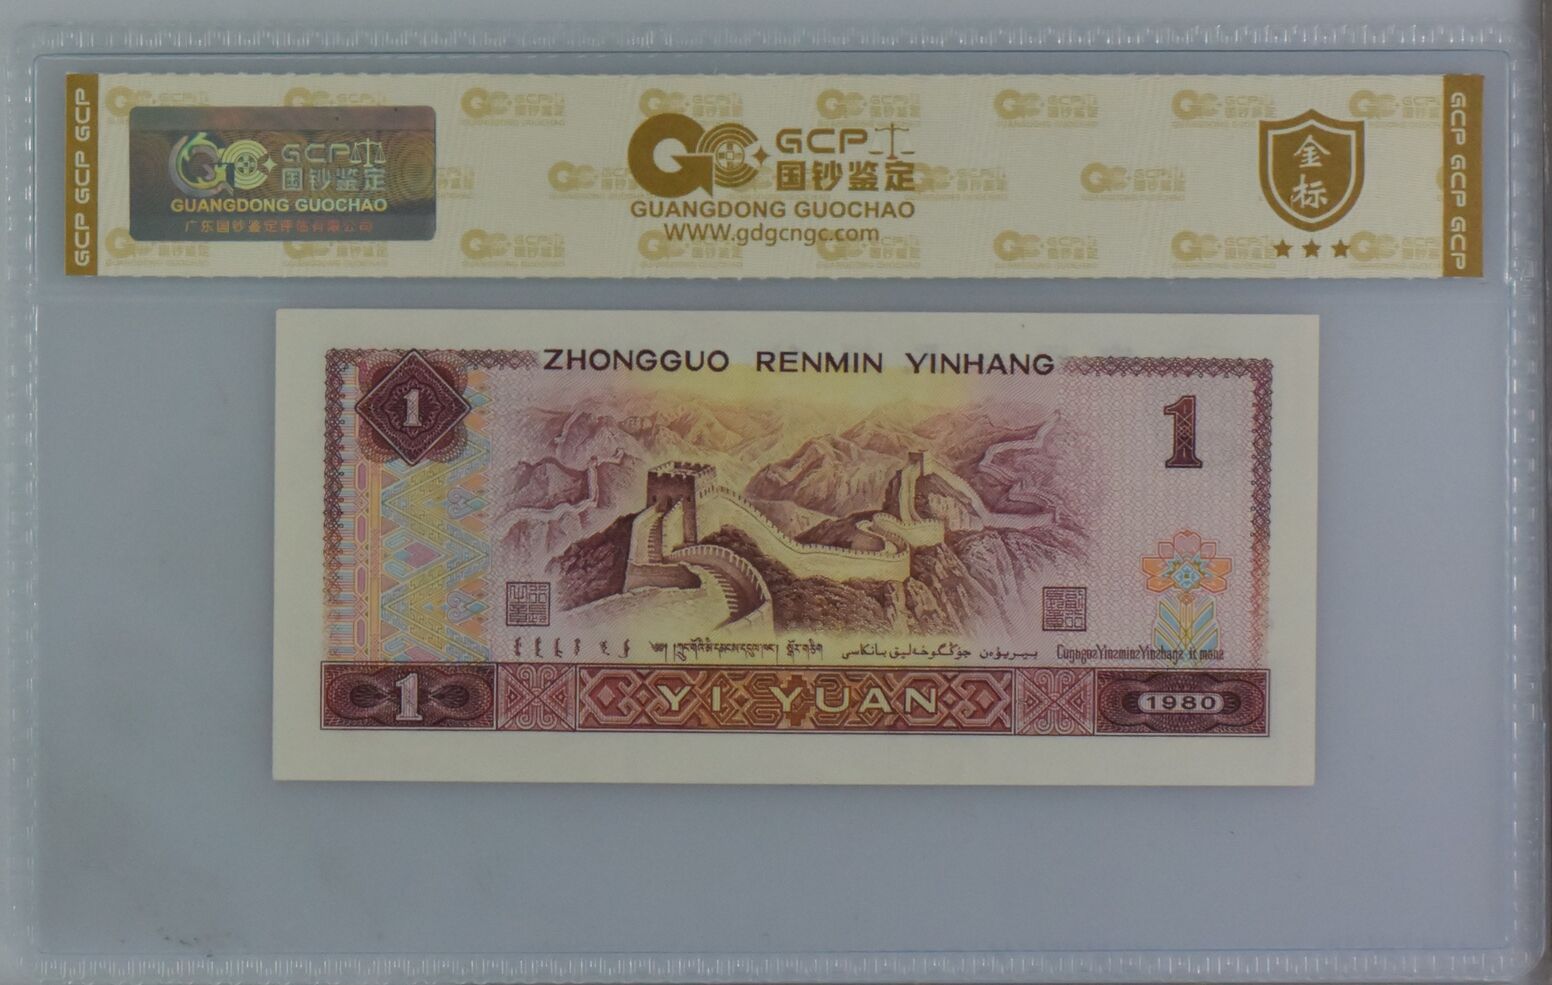 GCP GCP GCP
GCP
国钞鉴定
GUANGDONG GUOCHAO
广东国钞鉴定评估有限公司
GCP
国钞鉴定
GUANGDONG GUOCHAO
WWW.gdgcngc.com
金标
GCP GCP GCP
ZHONGGUO RENMIN YINHANG
1
1
YI YUAN
1
1980